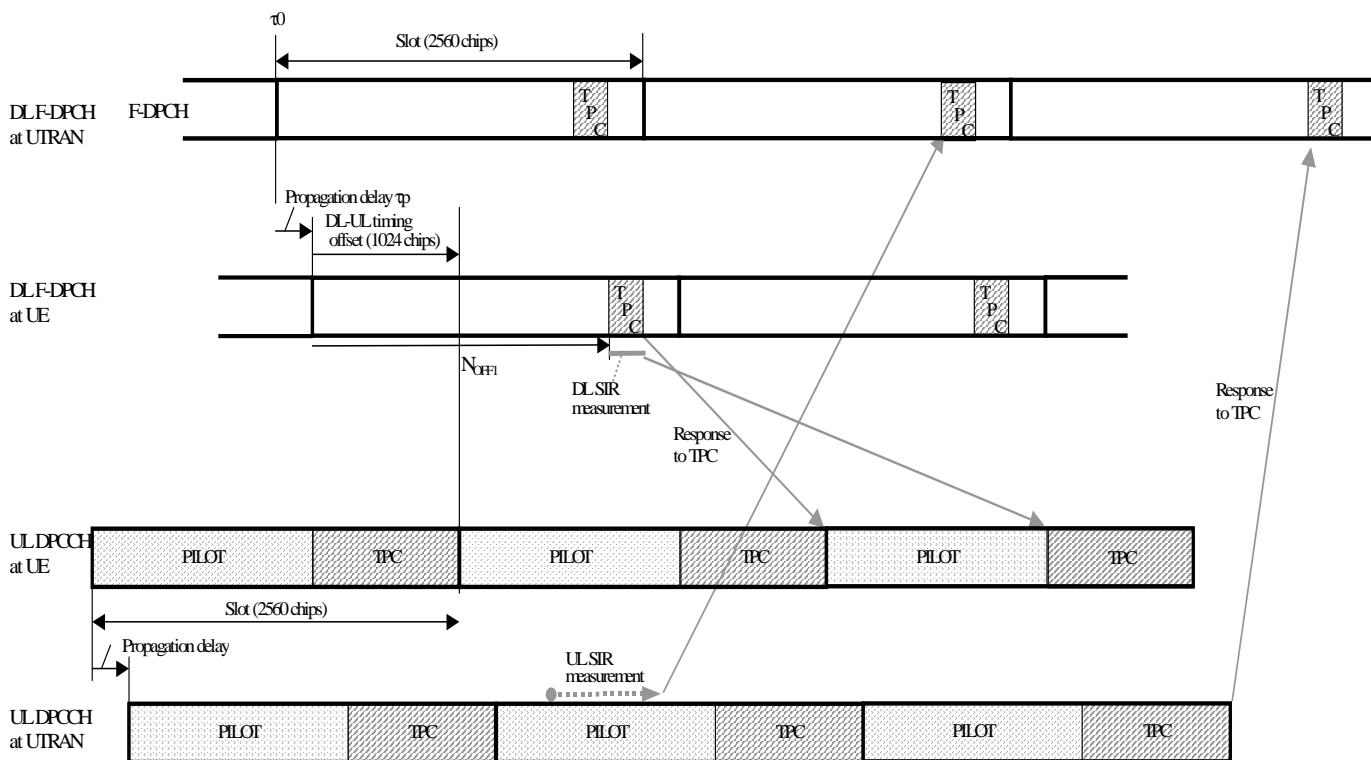 τ0
Slot (2560 chips)
DL F-DPCH
at UTRAN
F-DPCH
T
P
C
T
P
C
T
P
C
Propagation delay τp
DL-UL timing
offset (1024 chips)
DL F-DPCH
at UE
T
P
C
T
P
C
NOFF1
DL SIR
measurement
Response
to TPC
Response
to TPC
UL DPCCH
at UE
PILOT
TPC
PILOT
TPC
PILOT
TPC
Slot (2560 chips)
Propagation delay
UL SIR
measurement
UL DPCCH
at UTRAN
PILOT
TPC
PILOT
TPC
PILOT
TPC